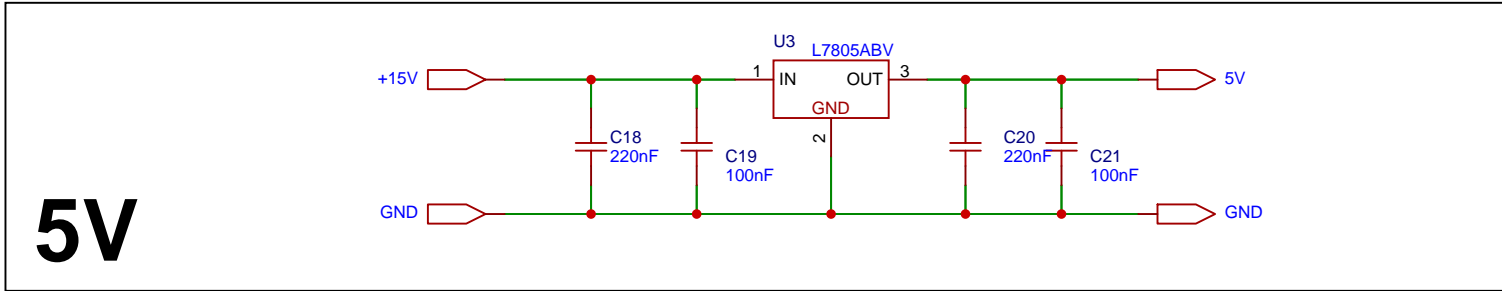 U3
L7805ABV
+15V
1
IN
OUT
3
5V
GND
2
C18
220nF
C19
100nF
C20
220nF
C21
100nF
GND
GND
5V